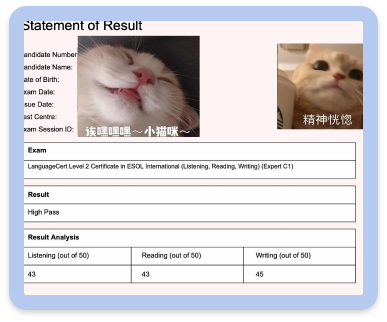 Statement of Result
andidate Number
andidate Name:
ate of Birth:
xam Date:
sue Date:
est Centre:
xam Session ID:
诶嘿嘿嘿～小猫咪～
精神恍惚
Exam
LanguageCert Level 2 Certificate in ESOL International (Listening, Reading, Writing) (Expert C1)
Result
High Pass
Result Analysis
Listening (out of 50) Reading (out of 50) Writing (out of 50)
43 43 45